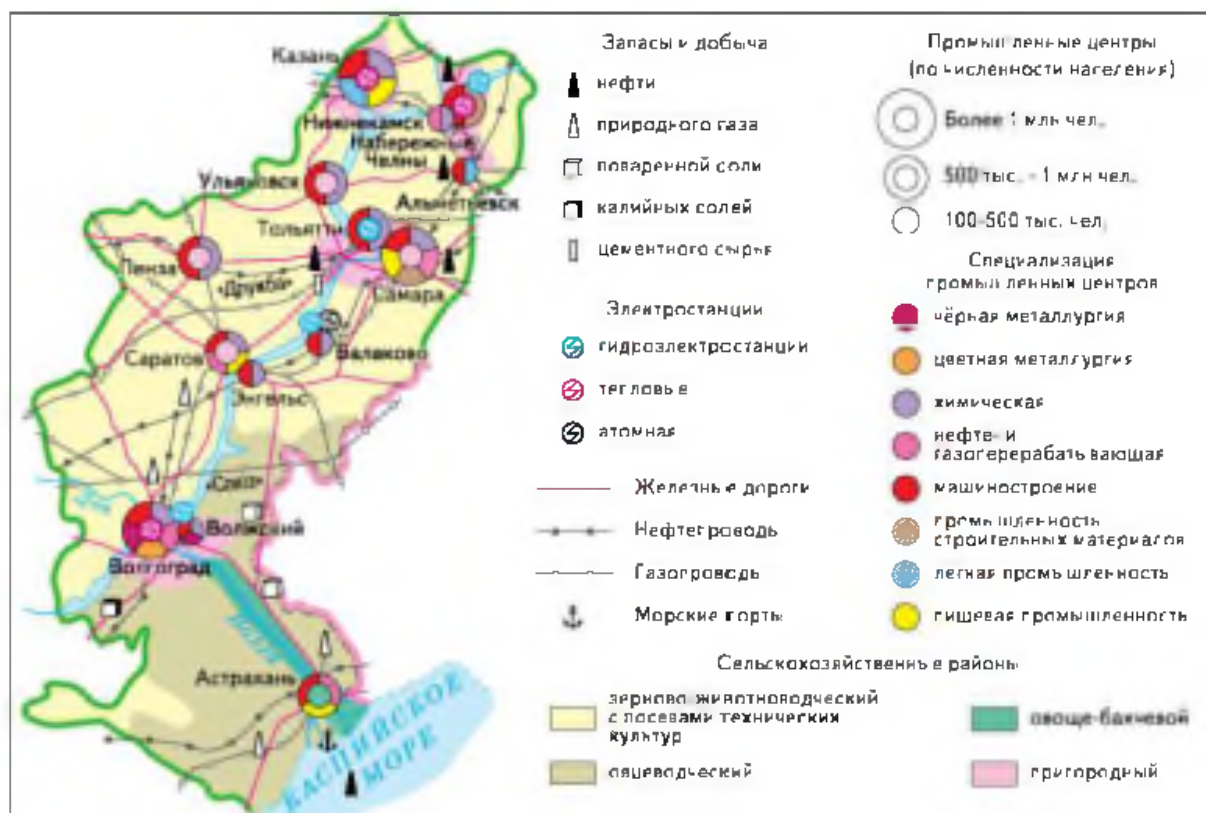 Казань
Нижнекамск
Набережные
Челны
Ульяновск
Альметьевск
Тольятти
Пенза
«Дружба»
Самара
Саратов
Балаково
Энгельс
«Союз»
Волжский
Волгоград
Астрахань
КАСПИЙСКОЕ
МОРЕ
Запасы и добыча
нефти
природного газа
поваренной соли
калийных солей
цементного сырья
Электростанции
гидроэлектростанции
тепловые
атомная
Железные дороги
Нефтепроводы
Газопроводы
Морские порты
Промышленные центры
(по численности населения)
Более 1 млн чел.
500 тыс. - 1 млн чел.
100-500 тыс. чел.
Специализация
промышленных центров
чёрная металлургия
цветная металлургия
химическая
нефте- и
газоперерабатывающая
машиностроение
промышленность
строительных материалов
легкая промышленность
пищевая промышленность
Сельскохозяйственные районы
зерново-животноводческий
с посевами технических
культур
овцеводческий
овоще-бахчевой
пригородный